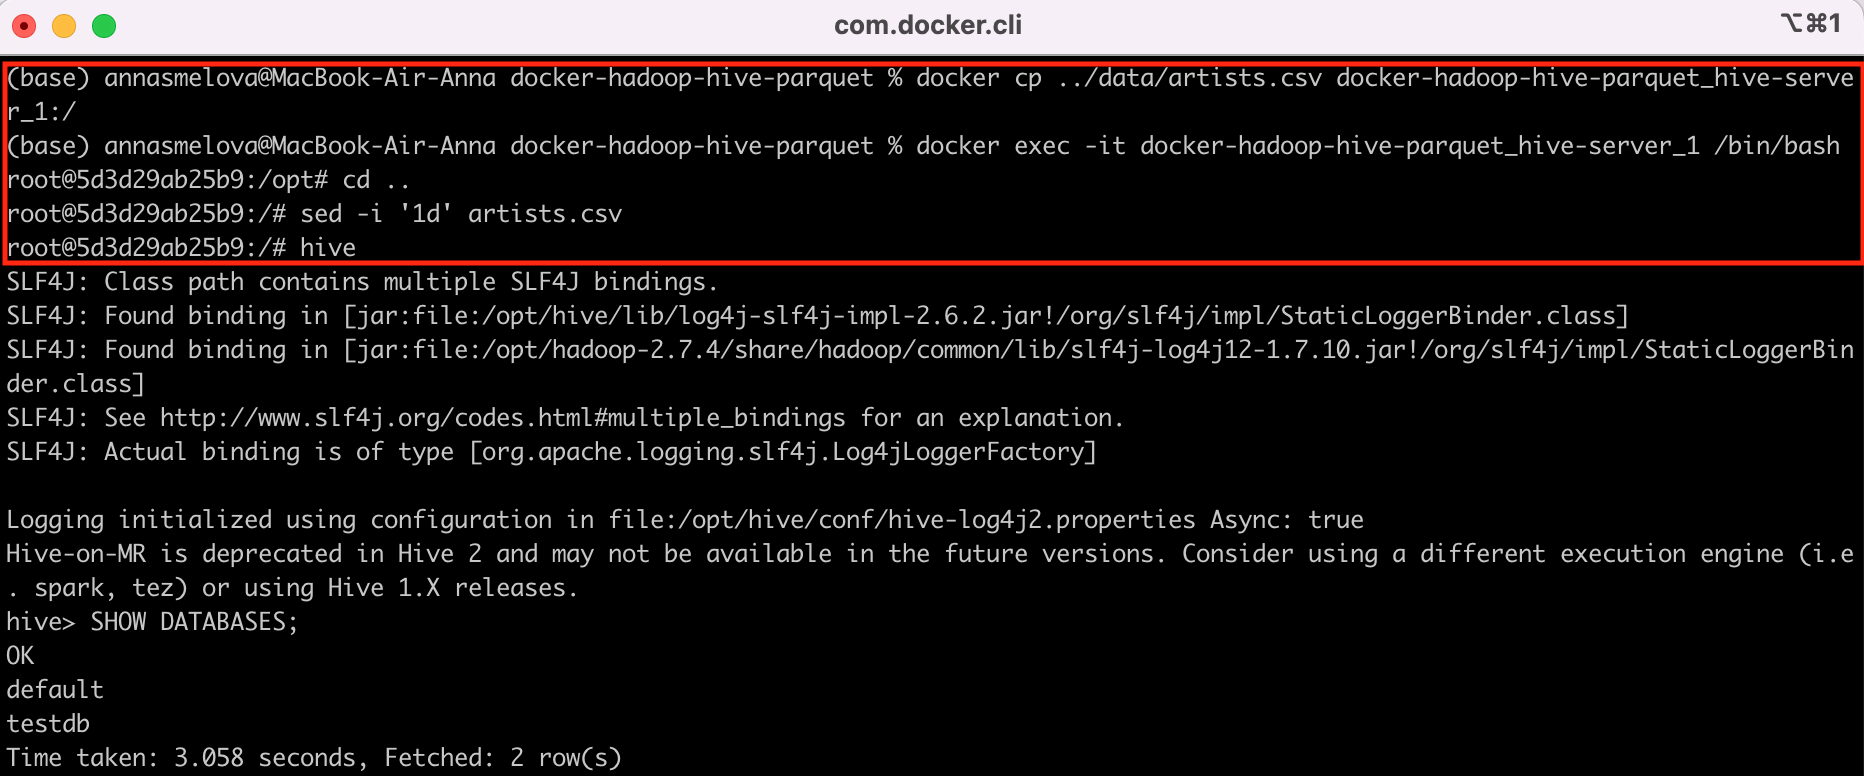 com.docker.cli
⌥⌘1
(base) annasmelova@MacBook-Air-Anna docker-hadoop-hive-parquet % docker cp ../data/artists.csv docker-hadoop-hive-parquet_hive-serve
r_1:/
(base) annasmelova@MacBook-Air-Anna docker-hadoop-hive-parquet % docker exec -it docker-hadoop-hive-parquet_hive-server_1 /bin/bash
root@5d3d29ab25b9:/opt# cd ..
root@5d3d29ab25b9:/# sed -i '1d' artists.csv
root@5d3d29ab25b9:/# hive
SLF4J: Class path contains multiple SLF4J bindings.
SLF4J: Found binding in [jar:file:/opt/hive/lib/log4j-slf4j-impl-2.6.2.jar!/org/slf4j/impl/StaticLoggerBinder.class]
SLF4J: Found binding in [jar:file:/opt/hadoop-2.7.4/share/hadoop/common/lib/slf4j-log4j12-1.7.10.jar!/org/slf4j/impl/StaticLoggerBin
der.class]
SLF4J: See http://www.slf4j.org/codes.html#multiple_bindings for an explanation.
SLF4J: Actual binding is of type [org.apache.logging.slf4j.Log4jLoggerFactory]
Logging initialized using configuration in file:/opt/hive/conf/hive-log4j2.properties Async: true
Hive-on-MR is deprecated in Hive 2 and may not be available in the future versions. Consider using a different execution engine (i.e
. spark, tez) or using Hive 1.X releases.
hive> SHOW DATABASES;
OK
default
testdb
Time taken: 3.058 seconds, Fetched: 2 row(s)